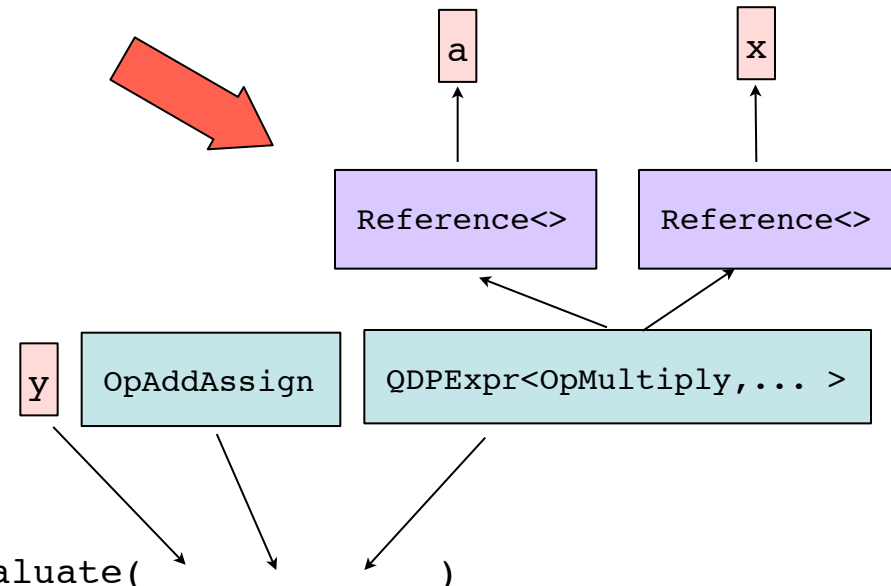 a
x
Reference<>
Reference<>
y
OpAddAssign
QDPExpr<OpMultiply,... >
aluate( )